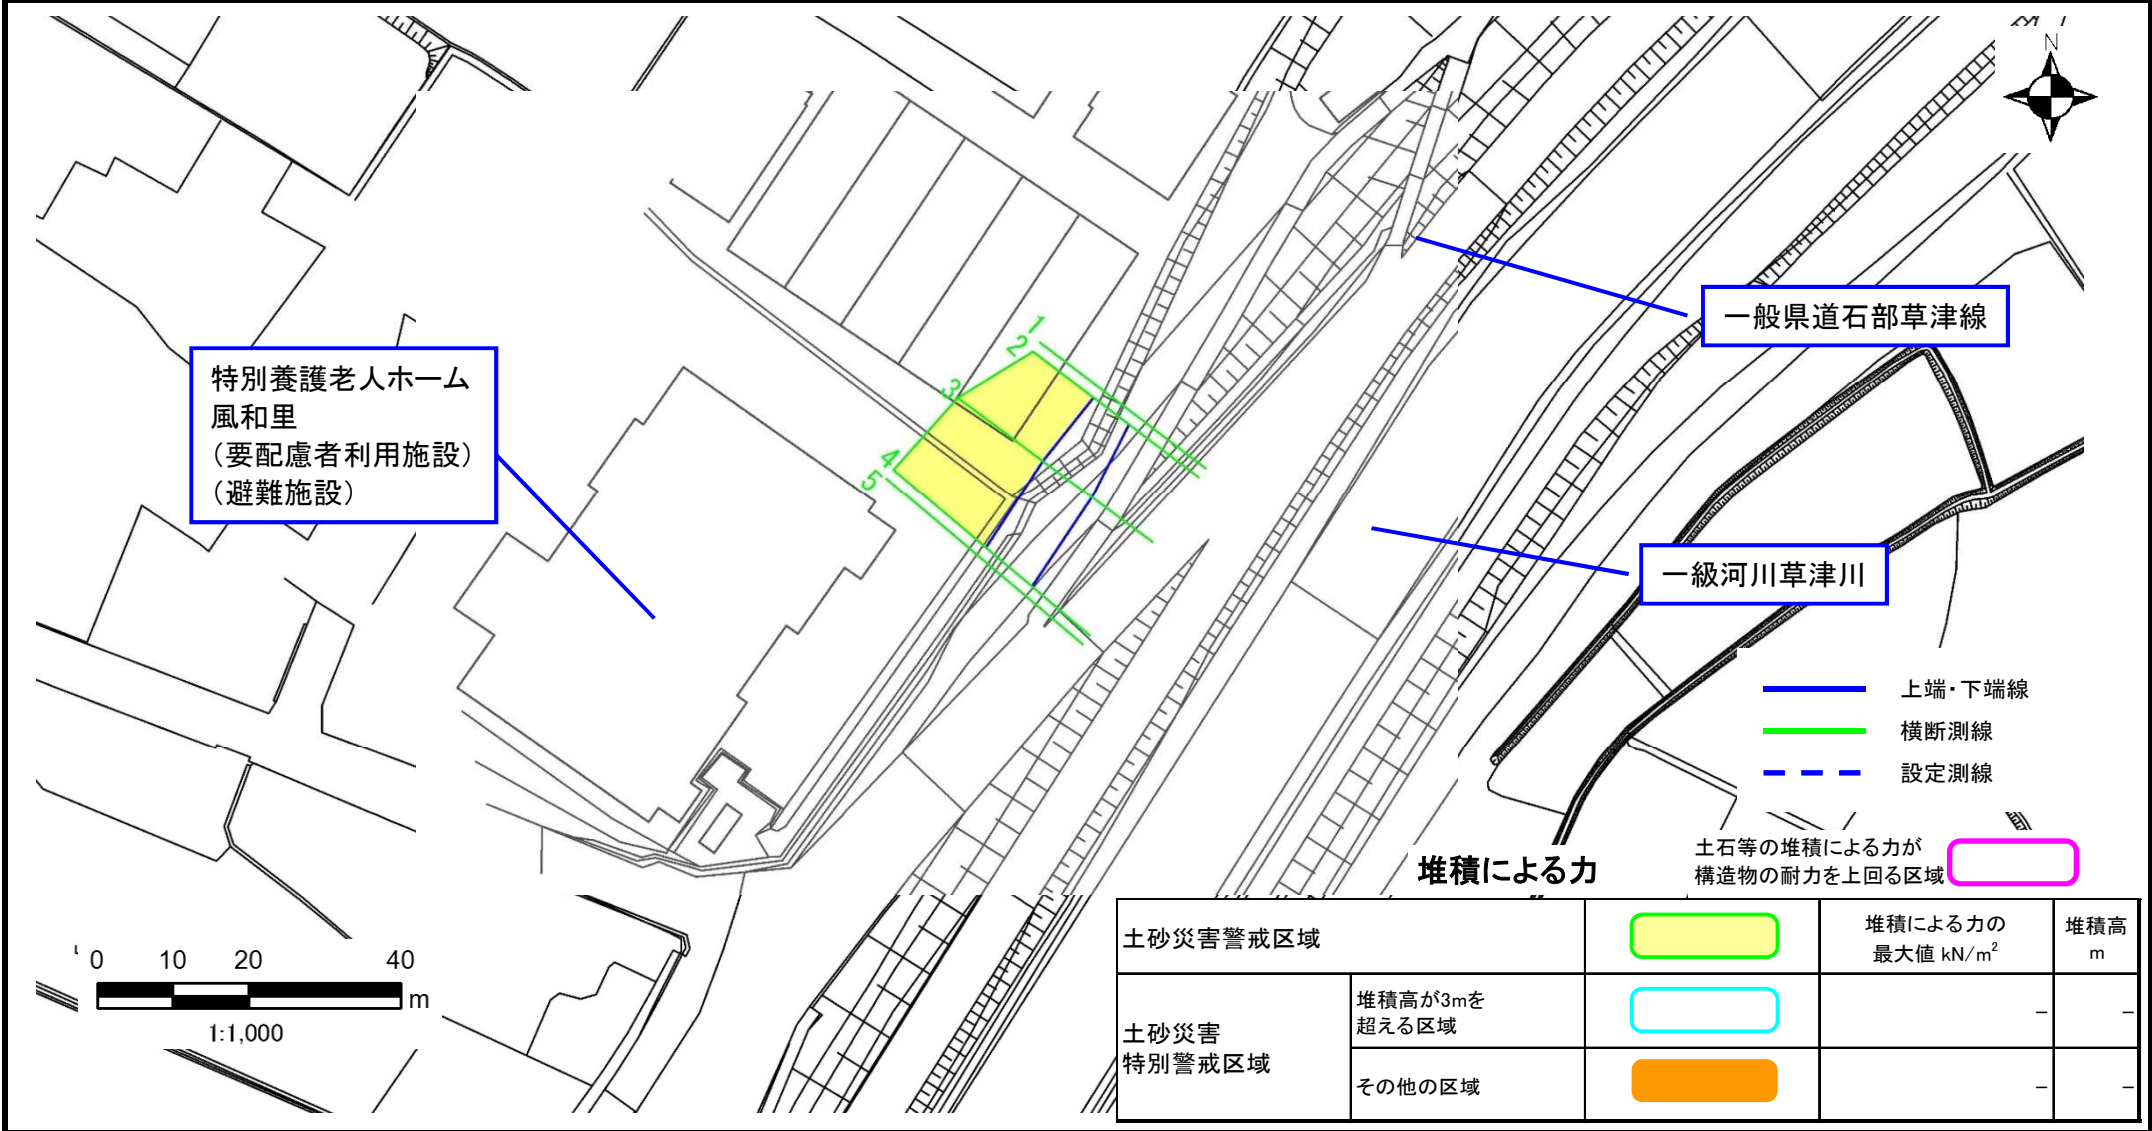 N
一般県道石部草津線
特別養護老人ホーム
風和里
（要配慮者利用施設）
（避難施設）
1
2
3
4
5
一級河川草津川
上端・下端線
横断測線
設定測線
堆積による力
土石等の堆積による力が
構造物の耐力を上回る区域
0 10 20 40
m
1:1,000
土砂災害警戒区域
堆積による力の
最大値 kN/m²
堆積高
m
土砂災害
特別警戒区域
堆積高が3mを
超える区域
－ －
その他の区域
－ －